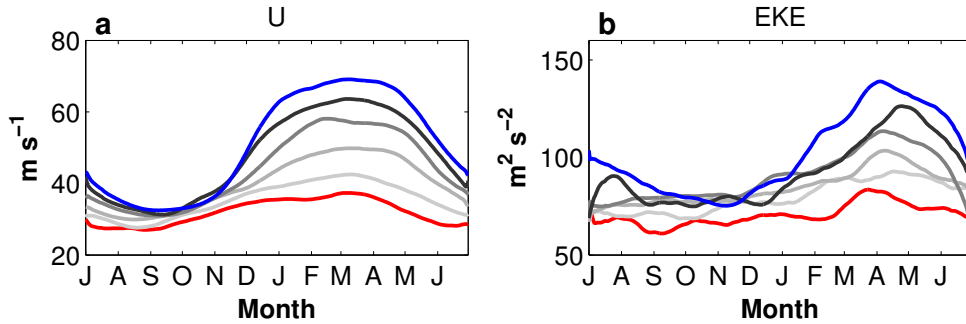 a U
80
60
40
20
m s⁻¹
J A S O N D J F M A M J
Month
b EKE
150
100
50
m² s⁻²
J A S O N D J F M A M J
Month